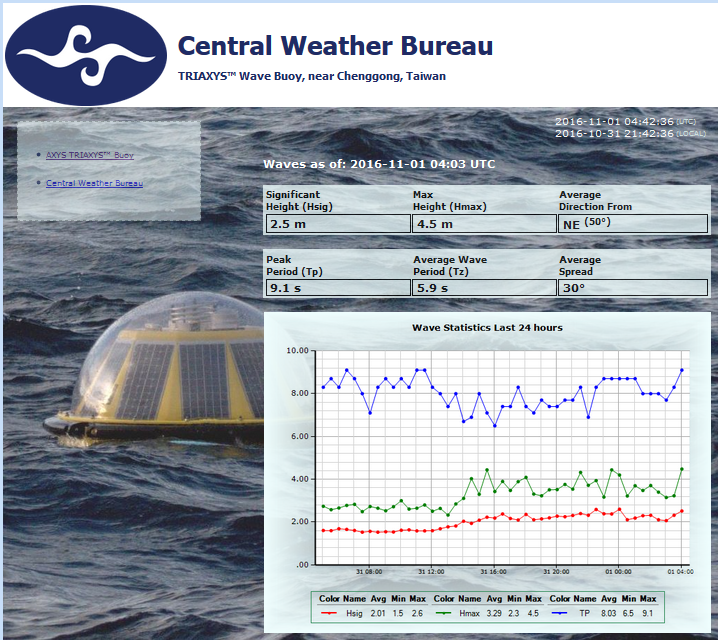 Central Weather Bureau
TRIAXYS™ Wave Buoy, near Chenggong, Taiwan
2016-11-01 04:42:36 (UTC)
2016-10-31 21:42:36 (LOCAL)
AXYS TRIAXYS™ Buoy
Central Weather Bureau
Waves as of: 2016-11-01 04:03 UTC
Significant Height (Hsig)
Max Height (Hmax)
Average Direction From
2.5 m
4.5 m
NE (50°)
Peak Period (Tp)
Average Wave Period (Tz)
Average Spread
9.1 s
5.9 s
30°
Wave Statistics Last 24 hours
10.00
8.00
6.00
4.00
2.00
.00
31 08:00 31 12:00 31 16:00 31 20:00 01 00:00 01 04:00
Color Name Avg Min Max Color Name Avg Min Max Color Name Avg Min Max
Hsig 2.01 1.5 2.6 Hmax 3.29 2.3 4.5 TP 8.03 6.5 9.1